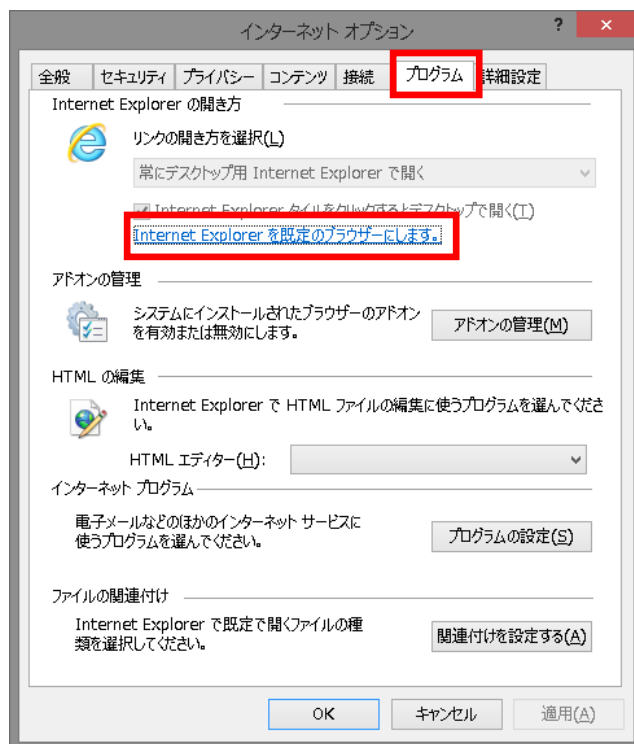 インターネット オプション
?
×
全般 セキュリティ プライバシー コンテンツ 接続 プログラム 詳細設定
Internet Explorer の開き方
リンクの開き方を選択(L)
常にデスクトップ用 Internet Explorer で開く
Internet Explorer タイルをクリックするとデスクトップで開く(T)
Internet Explorer を既定のブラウザーにします。
アドオンの管理
システムにインストールされたブラウザーのアドオン
を有効または無効にします。
アドオンの管理(M)
HTML の編集
Internet Explorer で HTML ファイルの編集に使うプログラムを選んでくださ
い。
HTML エディター(H):
インターネット プログラム
電子メールなどのほかのインターネット サービスに
使うプログラムを選んでください。
プログラムの設定(S)
ファイルの関連付け
Internet Explorer で既定で開くファイルの種
類を選択してください。
関連付けを設定する(A)
OK キャンセル 適用(A)